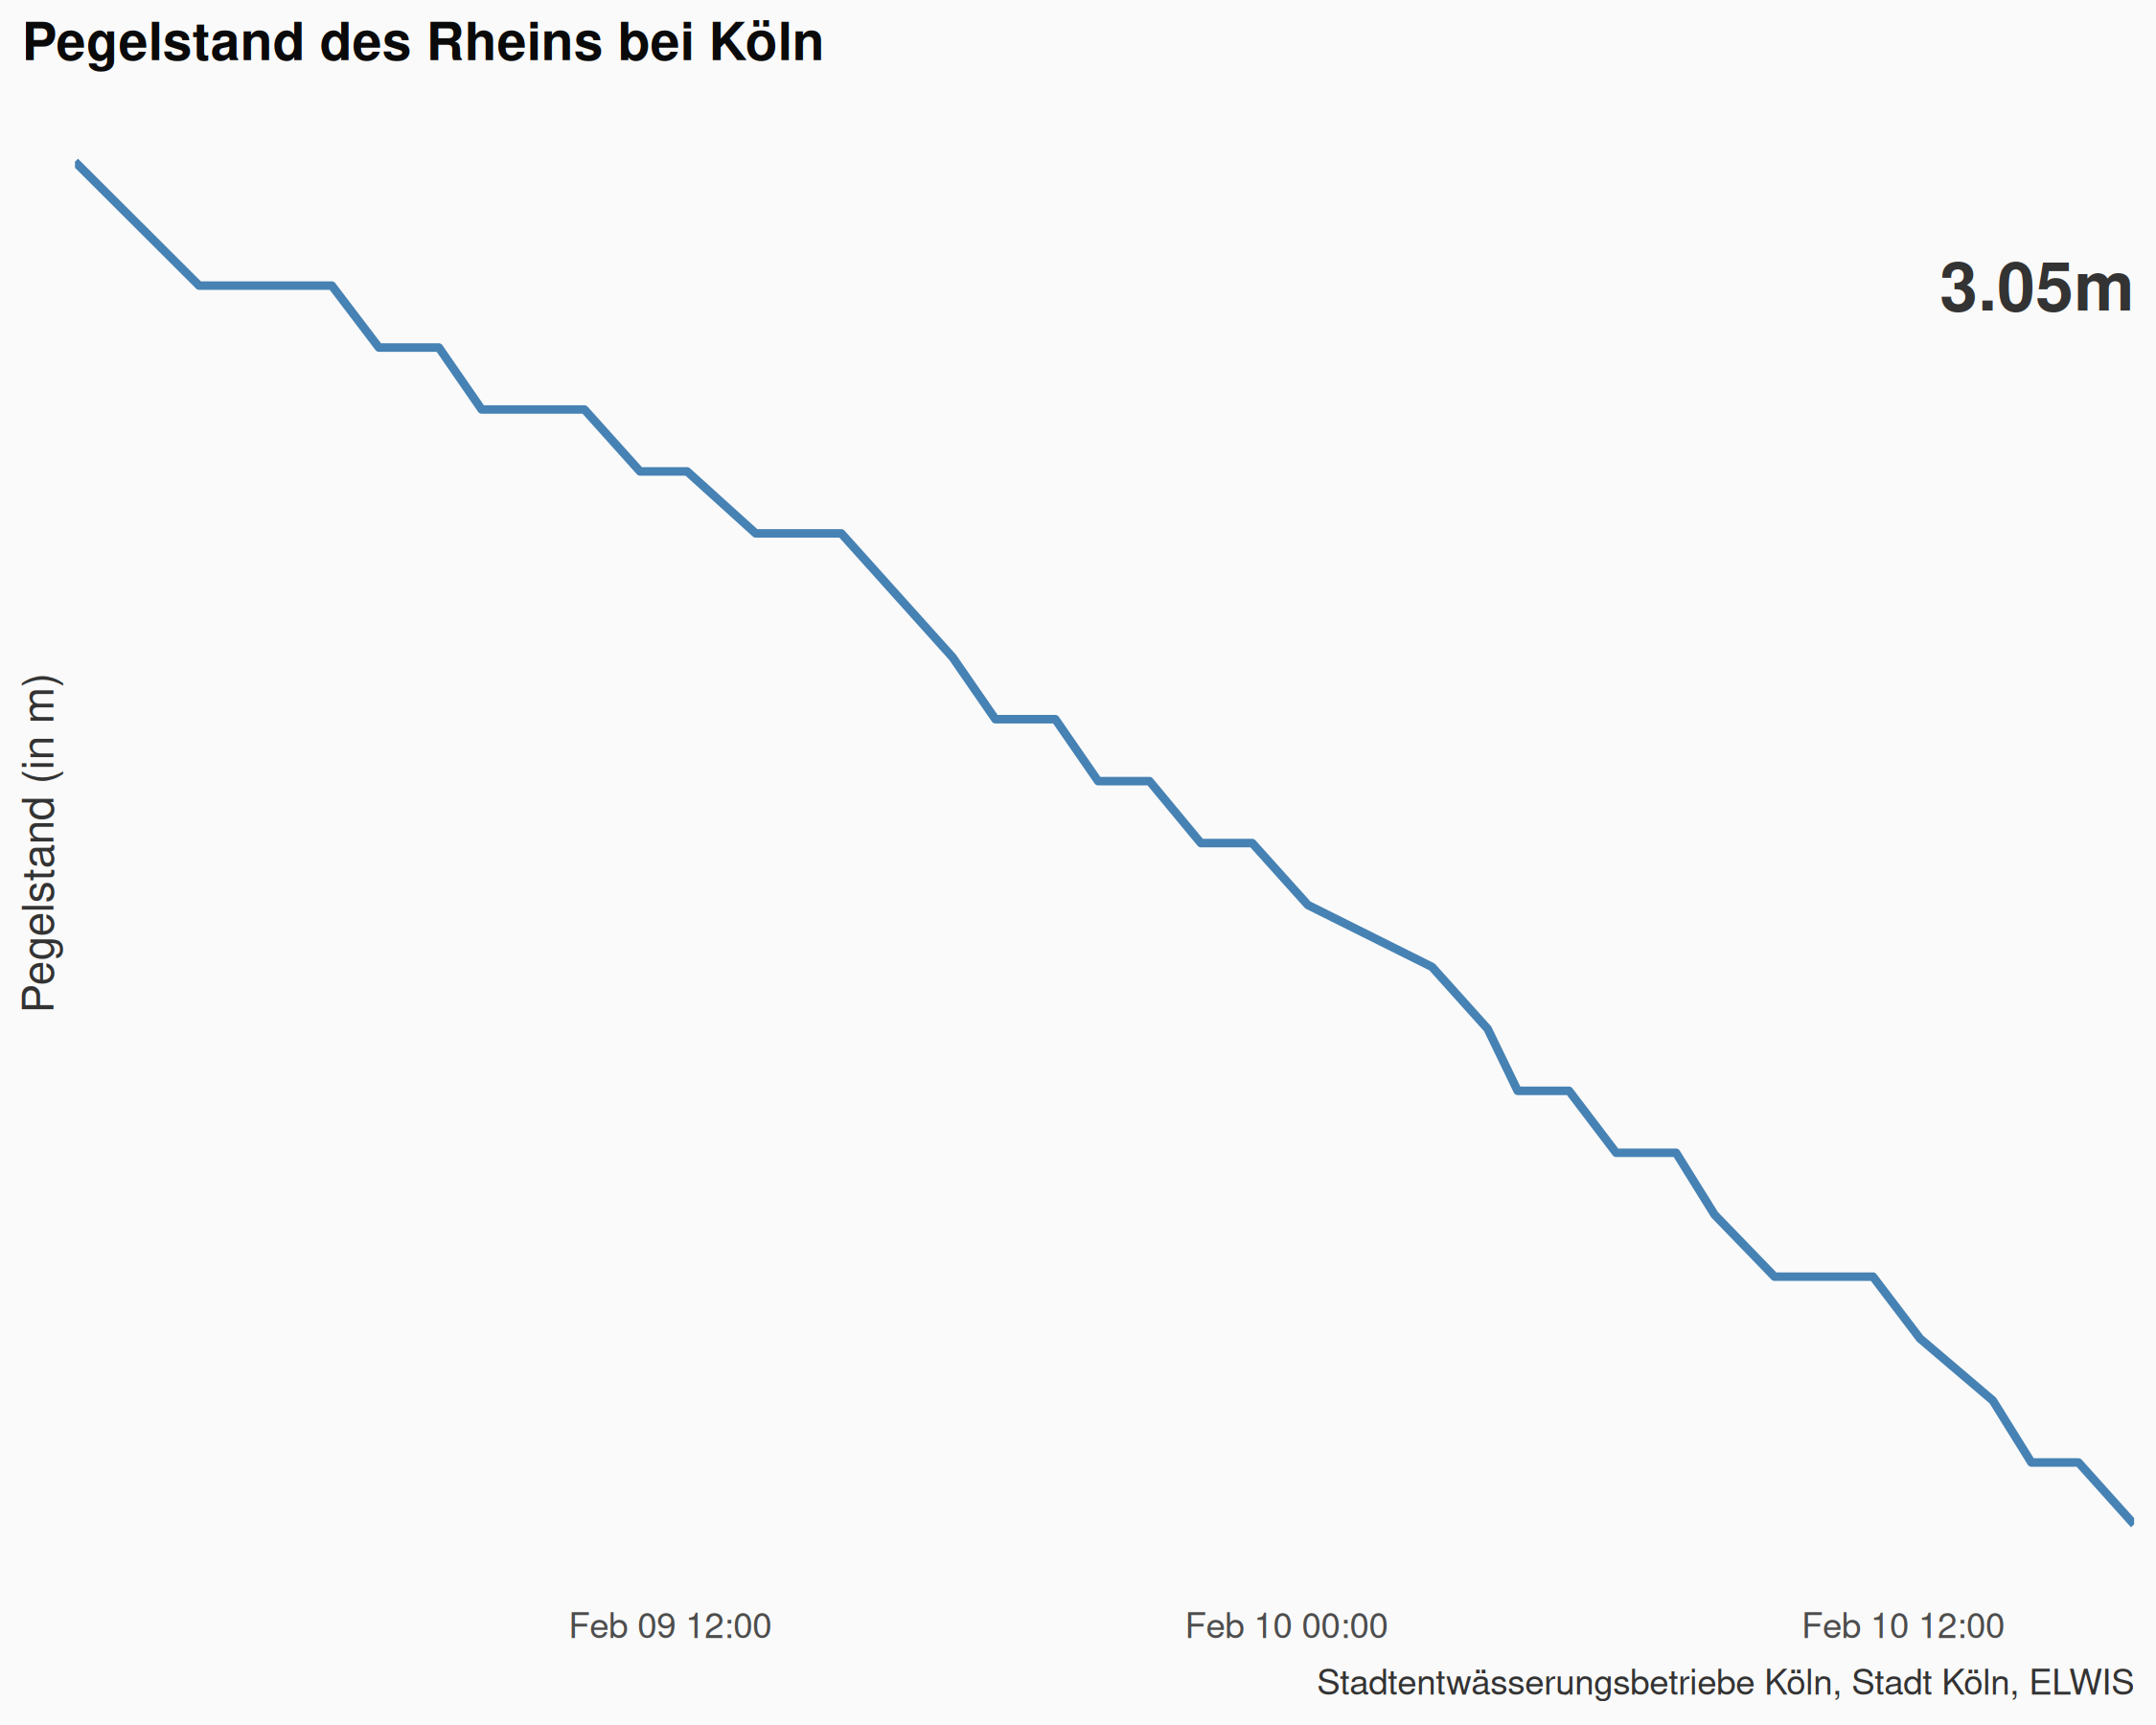 Pegelstand des Rheins bei Köln
3.05m
Pegelstand (in m)
Feb 09 12:00
Feb 10 00:00
Feb 10 12:00
Stadtentwässerungsbetriebe Köln, Stadt Köln, ELWIS